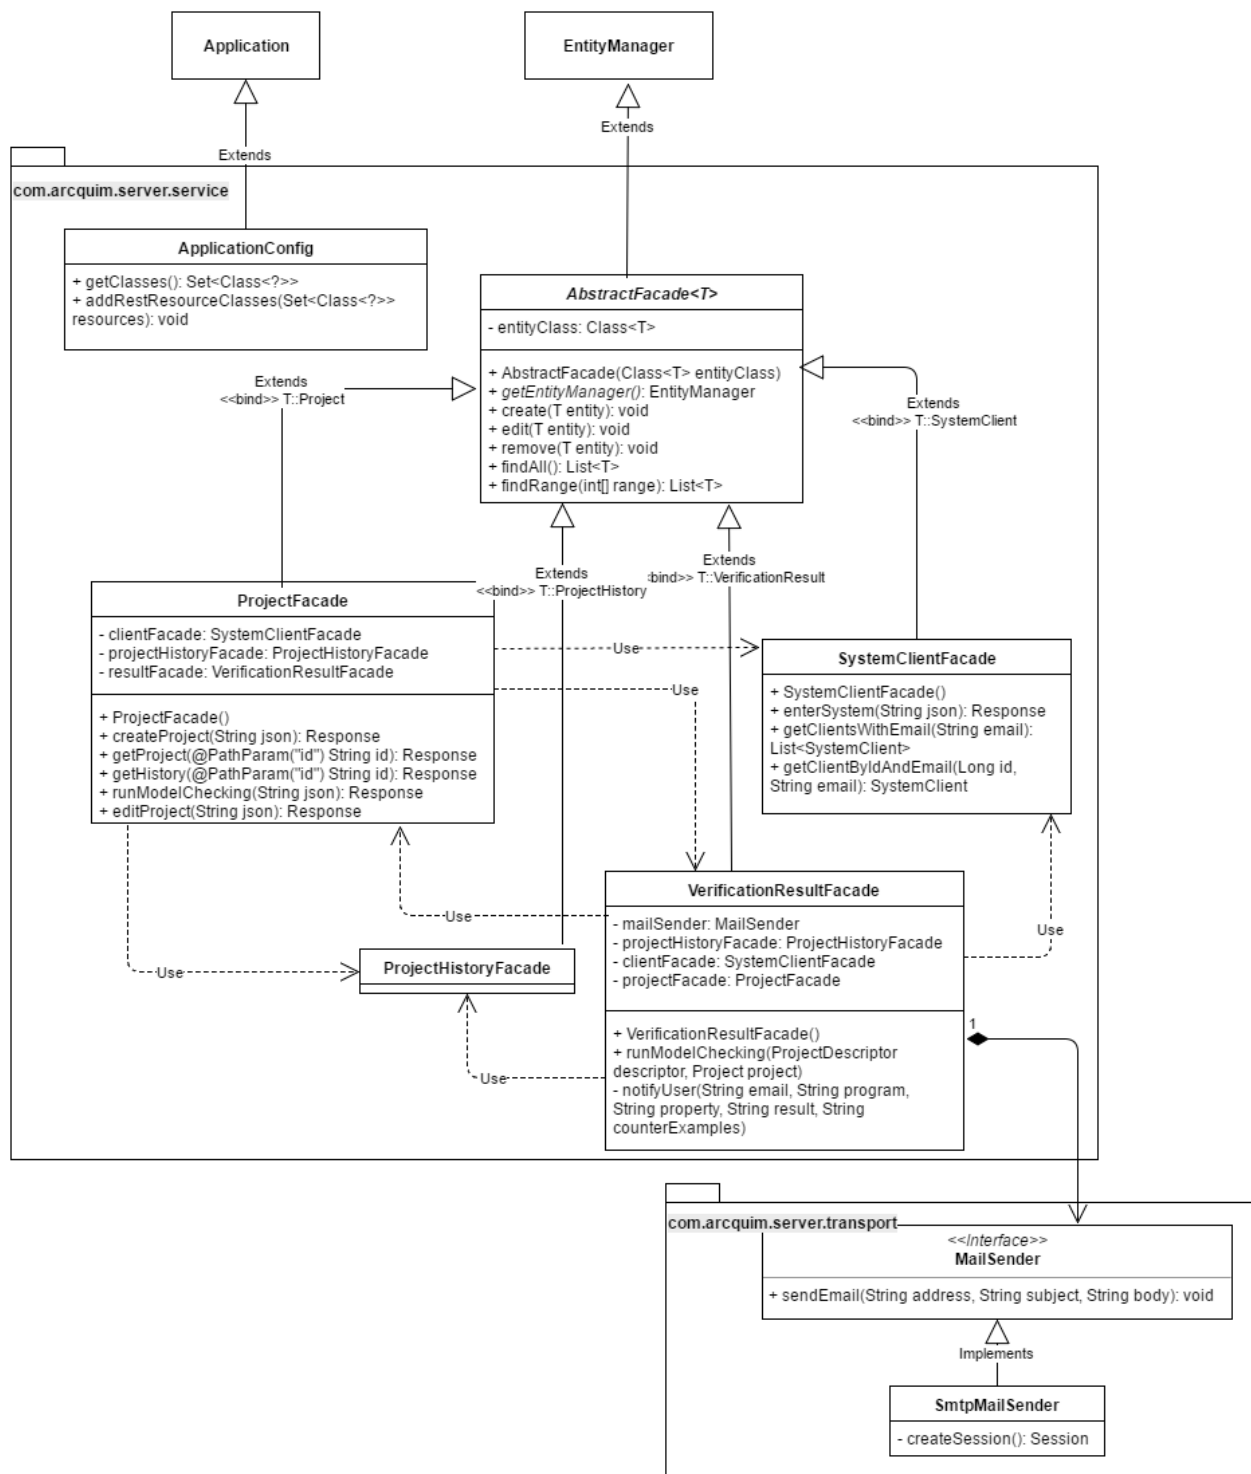 Application
EntityManager
Extends
Extends
com.arcquim.server.service
ApplicationConfig
+ getClasses(): Set<Class<?>>
+ addRestResourceClasses(Set<Class<?>>
resources): void
AbstractFacade<T>
- entityClass: Class<T>
+ AbstractFacade(Class<T> entityClass)
+ getEntityManager(): EntityManager
+ create(T entity): void
+ edit(T entity): void
+ remove(T entity): void
+ findAll(): List<T>
+ findRange(int[] range): List<T>
Extends
<<bind>> T::Project
Extends
<<bind>> T::SystemClient
Extends
<<bind>> T::ProjectHistory
Extends
bind>> T::VerificationResult
ProjectFacade
- clientFacade: SystemClientFacade
- projectHistoryFacade: ProjectHistoryFacade
- resultFacade: VerificationResultFacade
+ ProjectFacade()
+ createProject(String json): Response
+ getProject(@PathParam("id") String id): Response
+ getHistory(@PathParam("id") String id): Response
+ runModelChecking(String json): Response
+ editProject(String json): Response
Use
Use
SystemClientFacade
+ SystemClientFacade()
+ enterSystem(String json): Response
+ getClientsWithEmail(String email):
List<SystemClient>
+ getClientByIdAndEmail(Long id,
String email): SystemClient
VerificationResultFacade
- mailSender: MailSender
- projectHistoryFacade: ProjectHistoryFacade
- clientFacade: SystemClientFacade
- projectFacade: ProjectFacade
+ VerificationResultFacade()
+ runModelChecking(ProjectDescriptor
descriptor, Project project)
- notifyUser(String email, String program,
String property, String result, String
counterExamples)
Use
Use
Use
ProjectHistoryFacade
Use
1
com.arcquim.server.transport
<<Interface>>
MailSender
+ sendEmail(String address, String subject, String body): void
Implements
SmtpMailSender
- createSession(): Session